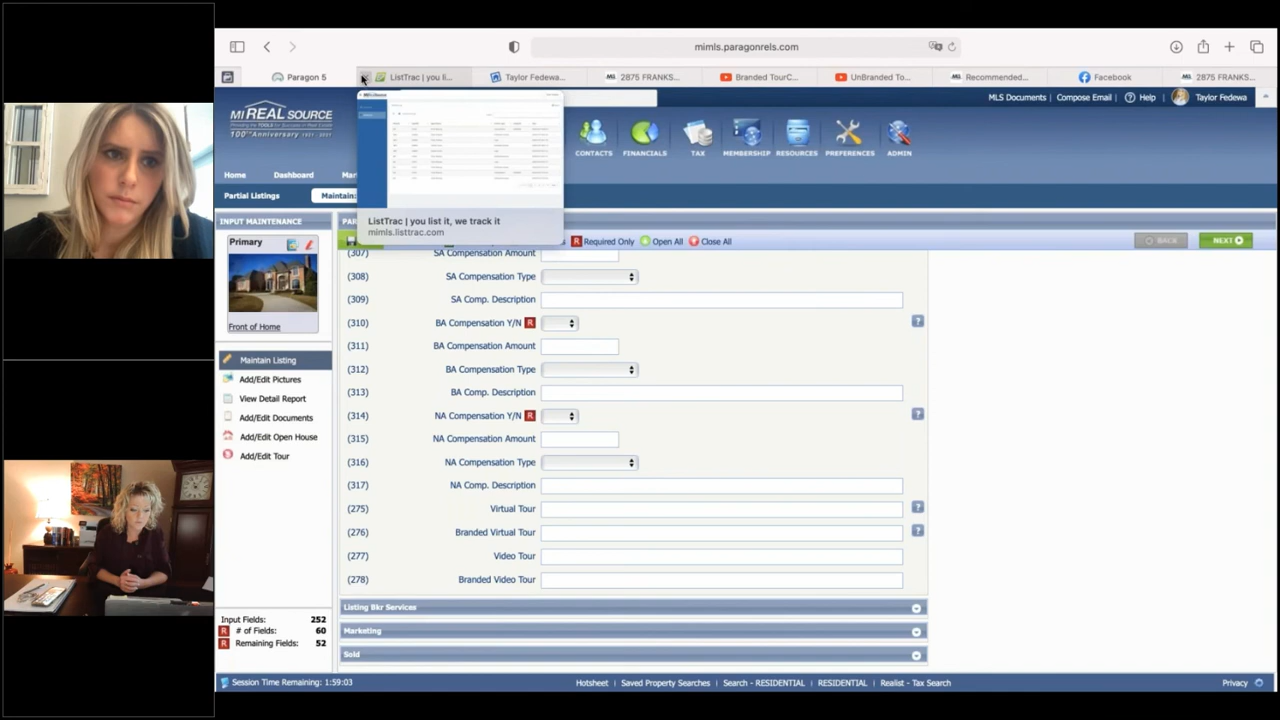 mimls.paragonrels.com
Paragon 5
ListTrac | you li...
Taylor Fedewa...
2875 FRANKS...
Branded TourC...
UnBranded To...
Recommended...
Facebook
2875 FRANKS...
MI REAL SOURCE
100th Anniversary 1921 - 2021
MLS Documents
Compose Email
Help
Taylor Fedewa
CONTACTS
FINANCIALS
TAX
MEMBERSHIP
RESOURCES
PREFERENCES
ADMIN
Home
Dashboard
Mar
Partial Listings
Maintain:
ListTrac | you list it, we track it
mimls.listtrac.com
INPUT MAINTENANCE
PAR
R Required Only
Open All
Close All
BACK
NEXT
Primary
Front of Home
Maintain Listing
Add/Edit Pictures
View Detail Report
Add/Edit Documents
Add/Edit Open House
Add/Edit Tour
(307) SA Compensation Amount
(308) SA Compensation Type
(309) SA Comp. Description
(310) BA Compensation Y/N R
(311) BA Compensation Amount
(312) BA Compensation Type
(313) BA Comp. Description
(314) NA Compensation Y/N R
(315) NA Compensation Amount
(316) NA Compensation Type
(317) NA Comp. Description
(275) Virtual Tour
(276) Branded Virtual Tour
(277) Video Tour
(278) Branded Video Tour
Listing Bkr Services
Marketing
Sold
Input Fields: 252
R # of Fields: 60
R Remaining Fields: 52
Session Time Remaining: 1:59:03
Hotsheet | Saved Property Searches | Search - RESIDENTIAL | RESIDENTIAL | Realist - Tax Search
Privacy